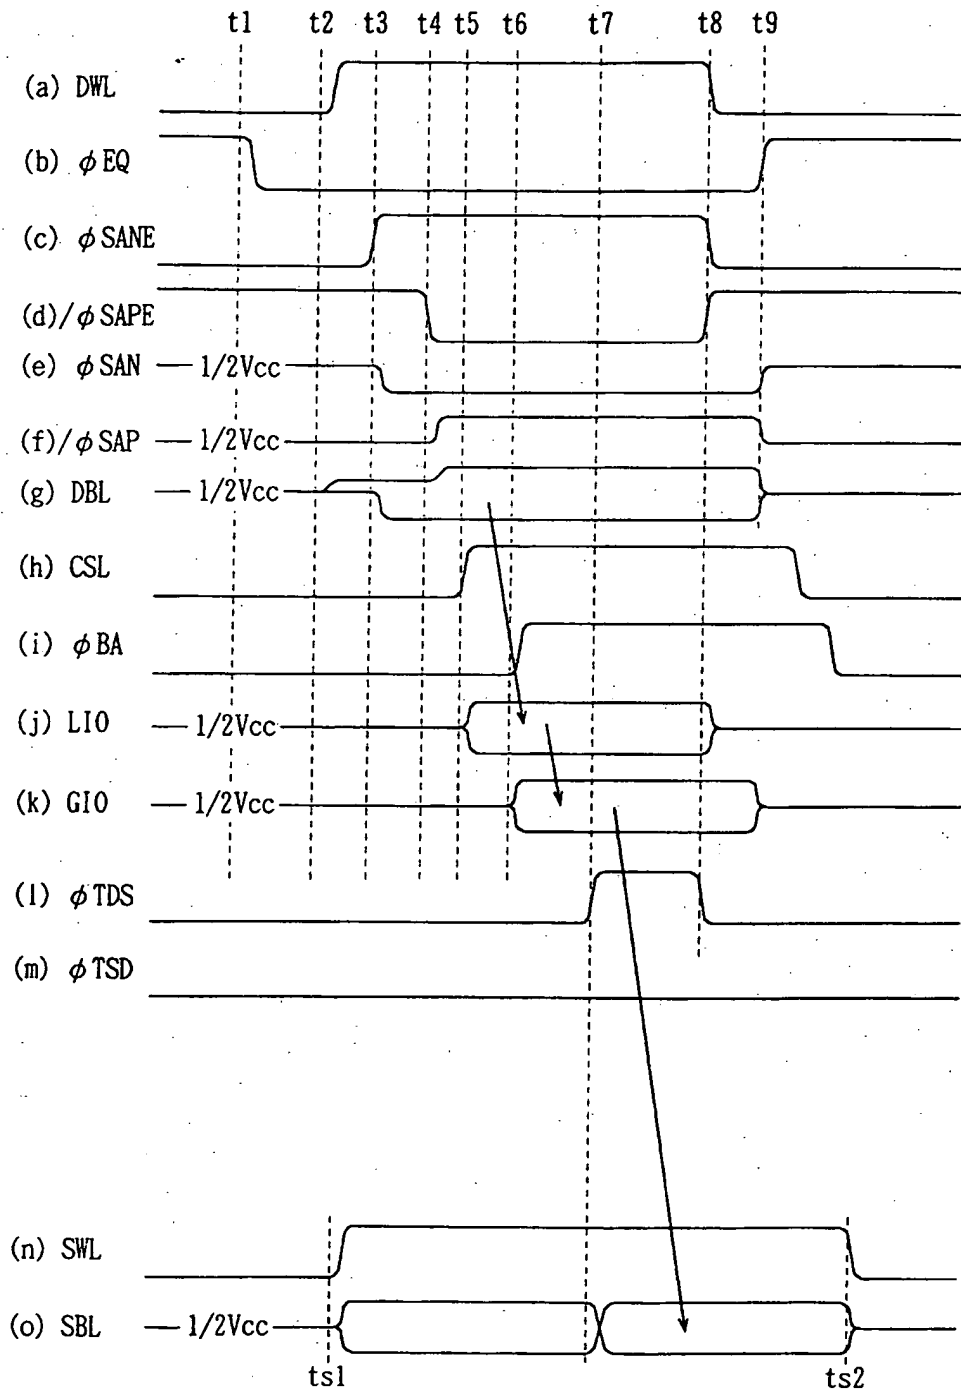 t1 t2 t3 t4 t5 t6 t7 t8 t9
(a) DWL
(b) φEQ
(c) φSANE
(d)/φSAPE
(e) φSAN 1/2Vcc
(f)/φSAP 1/2Vcc
(g) DBL 1/2Vcc
(h) CSL
(i) φBA
(j) LIO 1/2Vcc
(k) GIO 1/2Vcc
(l) φTDS
(m) φTSD
(n) SWL
(o) SBL 1/2Vcc
ts1 ts2